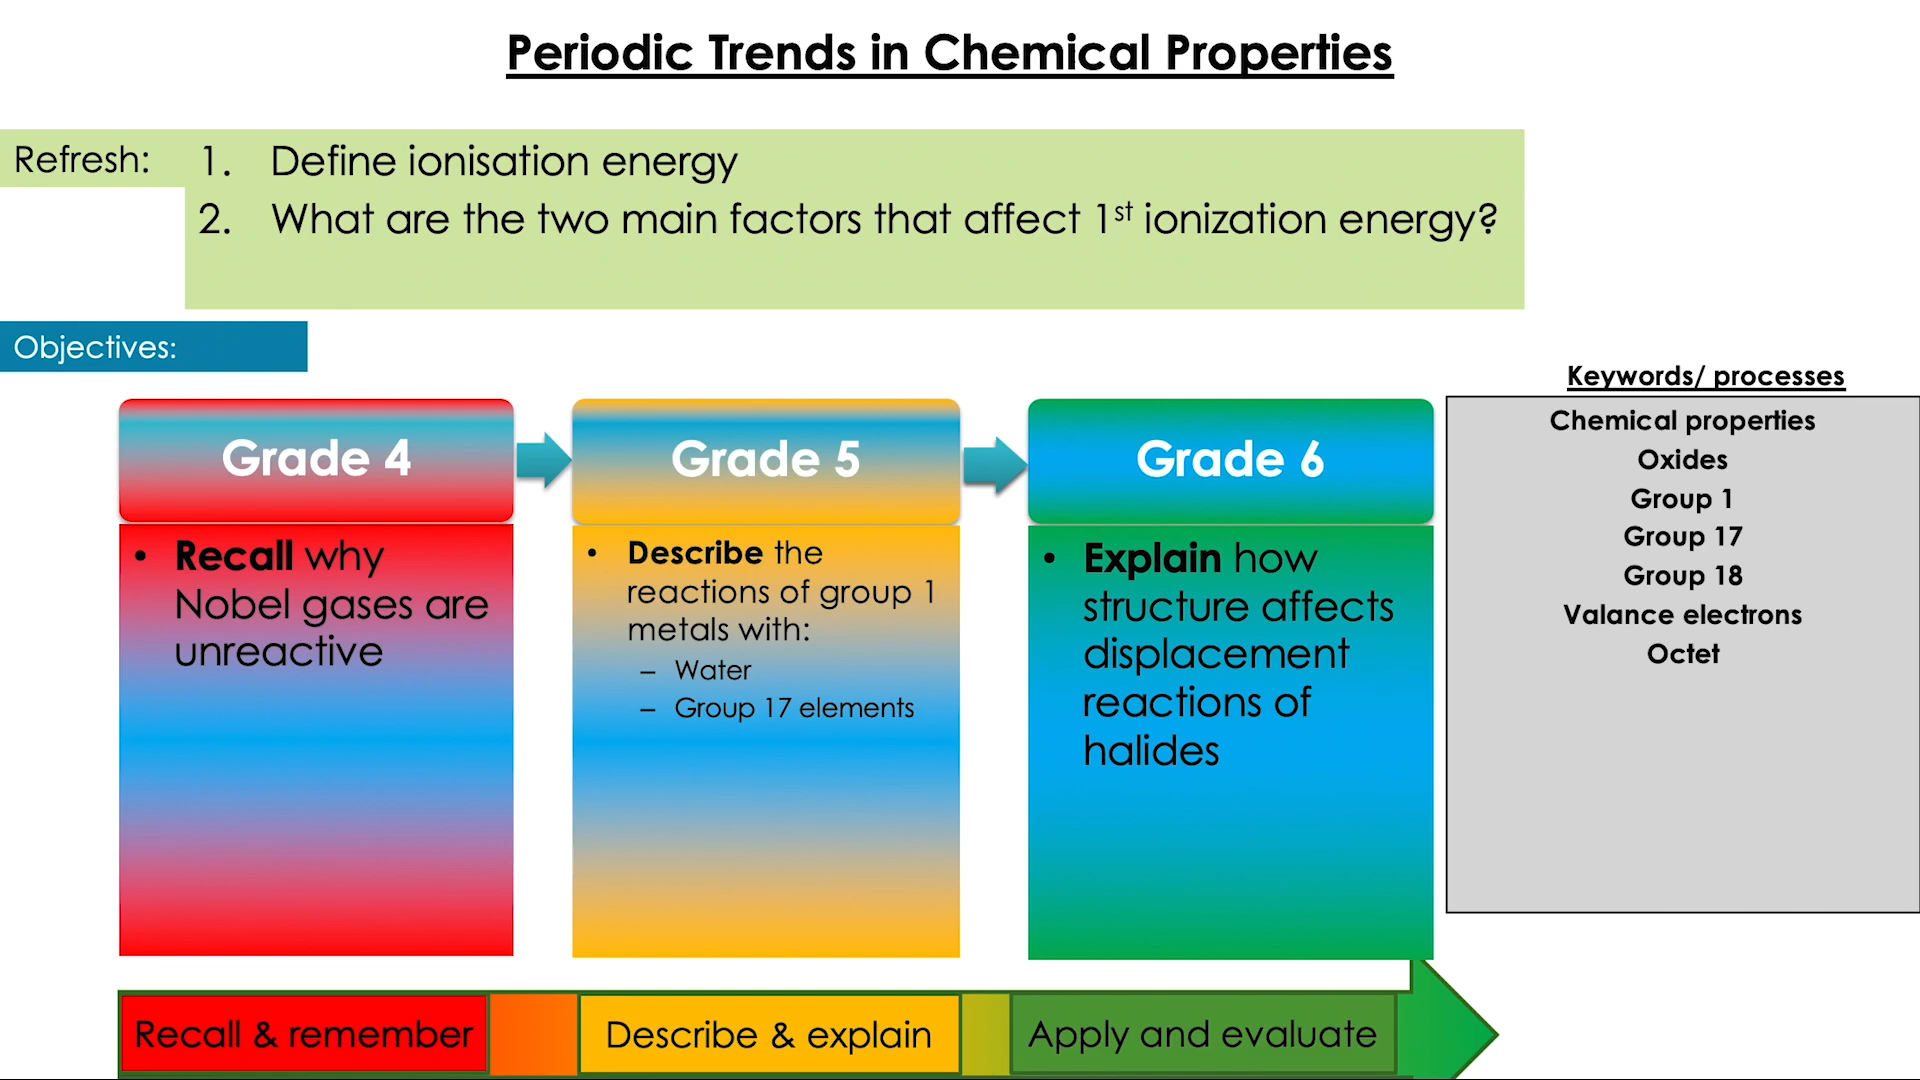 Periodic Trends in Chemical Properties
Refresh:
1. Define ionisation energy
2. What are the two main factors that affect 1st ionization energy?
Objectives:
Grade 4
• Recall why
Nobel gases are
unreactive
Grade 5
• Describe the
reactions of group 1
metals with:
– Water
– Group 17 elements
Grade 6
• Explain how
structure affects
displacement
reactions of
halides
Keywords/ processes
Chemical properties
Oxides
Group 1
Group 17
Group 18
Valance electrons
Octet
Recall & remember
Describe & explain
Apply and evaluate